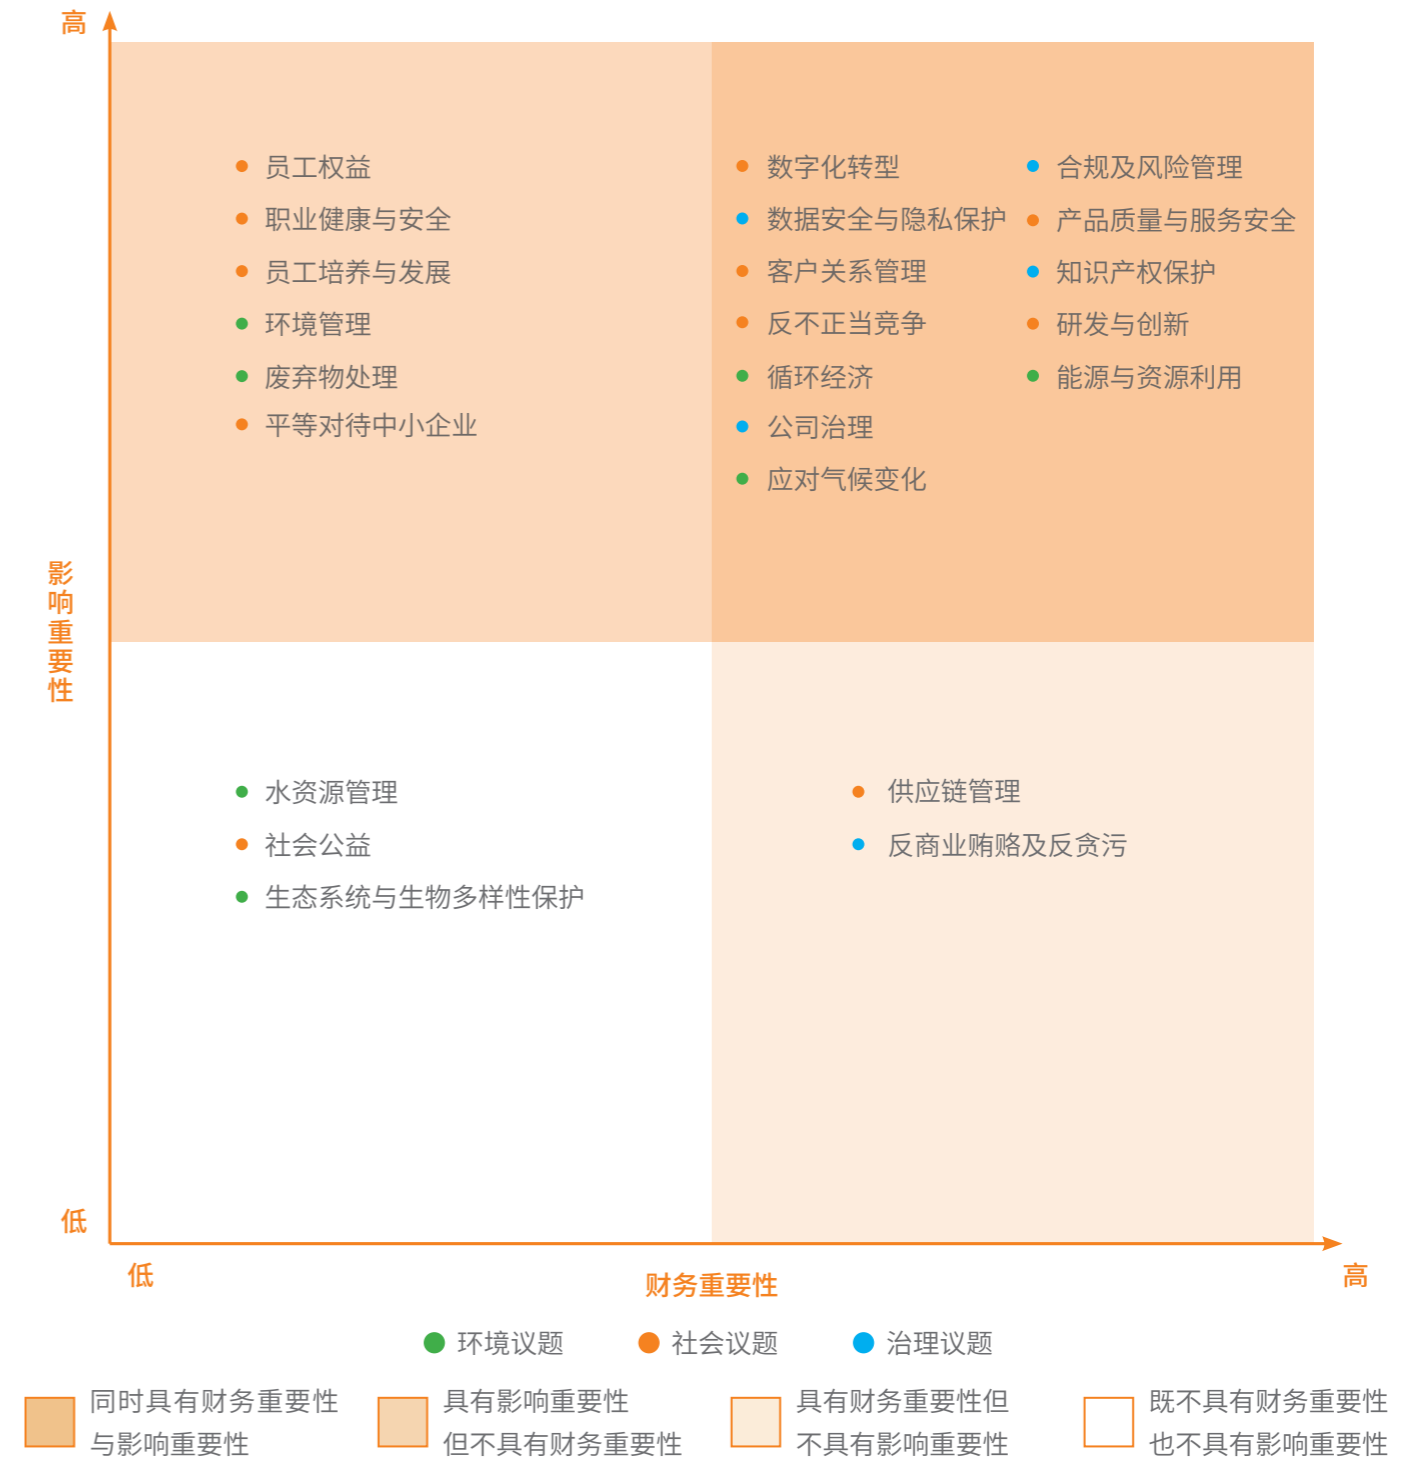 高
员工权益
职业健康与安全
员工培养与发展
环境管理
废弃物处理
平等对待中小企业
数字化转型
数据安全与隐私保护
客户关系管理
反不正当竞争
循环经济
公司治理
应对气候变化
合规及风险管理
产品质量与服务安全
知识产权保护
研发与创新
能源与资源利用
影响重要性
水资源管理
社会公益
生态系统与生物多样性保护
供应链管理
反商业贿赂及反贪污
低
低
财务重要性
高
环境议题
社会议题
治理议题
同时具有财务重要性
与影响重要性
具有影响重要性
但不具有财务重要性
具有财务重要性但
不具有影响重要性
既不具有财务重要性
也不具有影响重要性